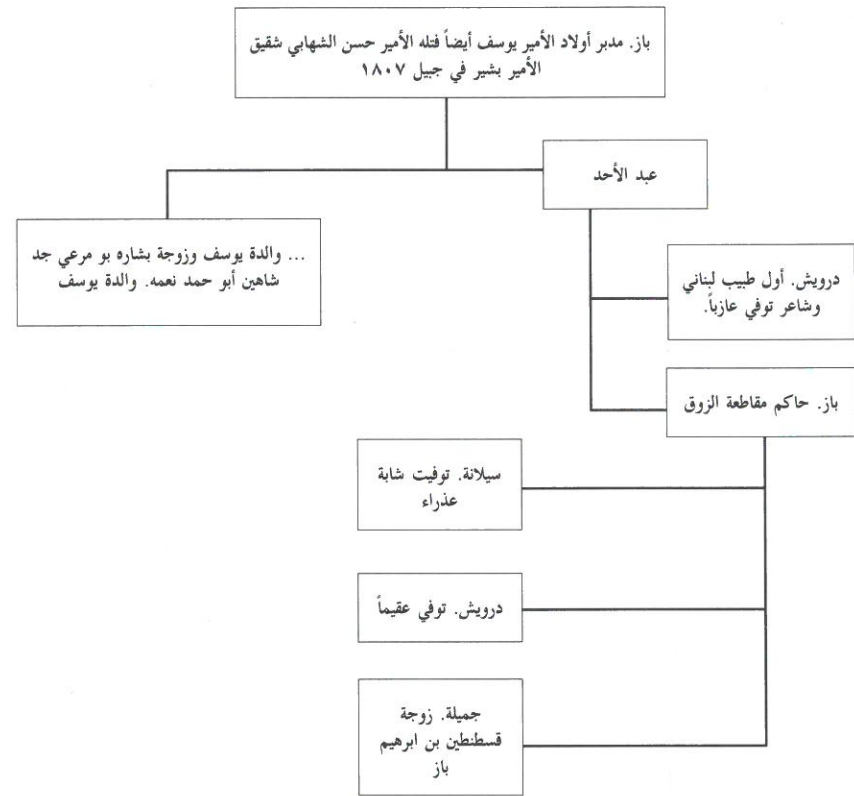 باز. مدبر أولاد الأمير يوسف أيضاً قتله الأمير حسن الشهابي شقيق
الأمير بشير في جبيل ١٨٠٧
عبد الأحد
... والدة يوسف وزوجة بشاره بو مرعي جد
شاهين أبو حمد نعمه. والدة يوسف
درويش. أول طبيب لبناني
وشاعر توفي عازباً.
باز. حاكم مقاطعة الزوق
سيلانة. توفيت شابة
عذراء
درويش. توفي عقيماً
جميلة. زوجة
قسطنطين بن ابرهيم
باز